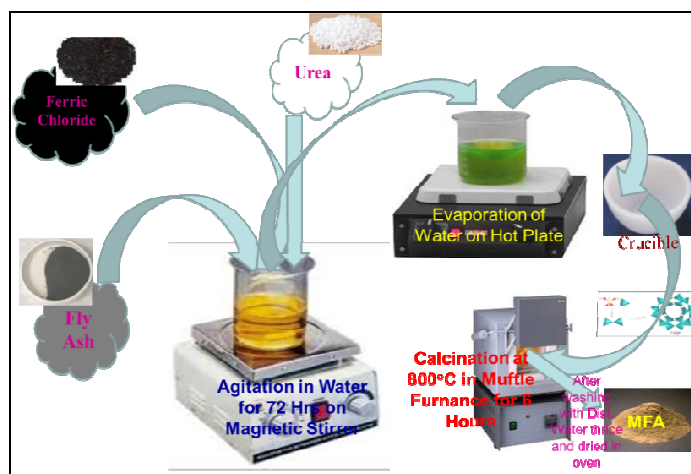 Ferric
Chloride
Urea
Fly
Ash
Agitation in Water
for 72 Hrs on
Magnetic Stirrer
Evaporation of
Water on Hot Plate
Crucible
Calcination at
800°C in Muffle
Furnance for 6
Hours
After
Washing
with Dist.
Water thrice
and dried in
oven
MFA